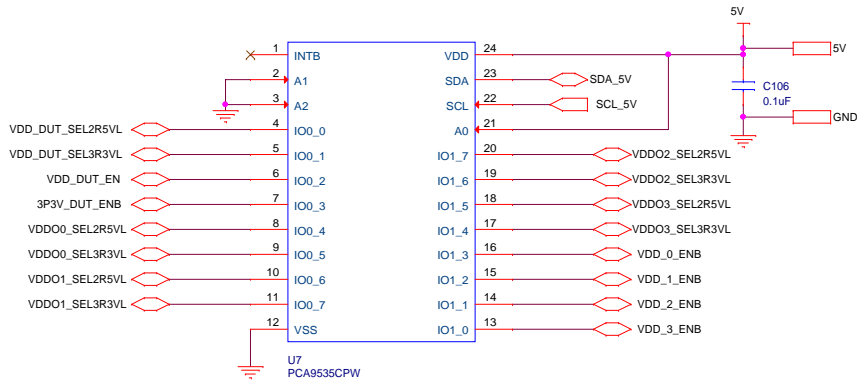 5V
1 INTB VDD 24 5V
2 A1 SDA 23 SDA_5V
3 A2 SCL 22 SCL_5V
C106
0.1uF
VDD_DUT_SEL2R5VL 4 IO0_0 A0 21 GND
VDD_DUT_SEL3R3VL 5 IO0_1 IO1_7 20 VDDO2_SEL2R5VL
VDD_DUT_EN 6 IO0_2 IO1_6 19 VDDO2_SEL3R3VL
3P3V_DUT_ENB 7 IO0_3 IO1_5 18 VDDO3_SEL2R5VL
VDDO0_SEL2R5VL 8 IO0_4 IO1_4 17 VDDO3_SEL3R3VL
VDDO0_SEL3R3VL 9 IO0_5 IO1_3 16 VDD_0_ENB
VDDO1_SEL2R5VL 10 IO0_6 IO1_2 15 VDD_1_ENB
VDDO1_SEL3R3VL 11 IO0_7 IO1_1 14 VDD_2_ENB
12 VSS IO1_0 13 VDD_3_ENB
U7
PCA9535CPW